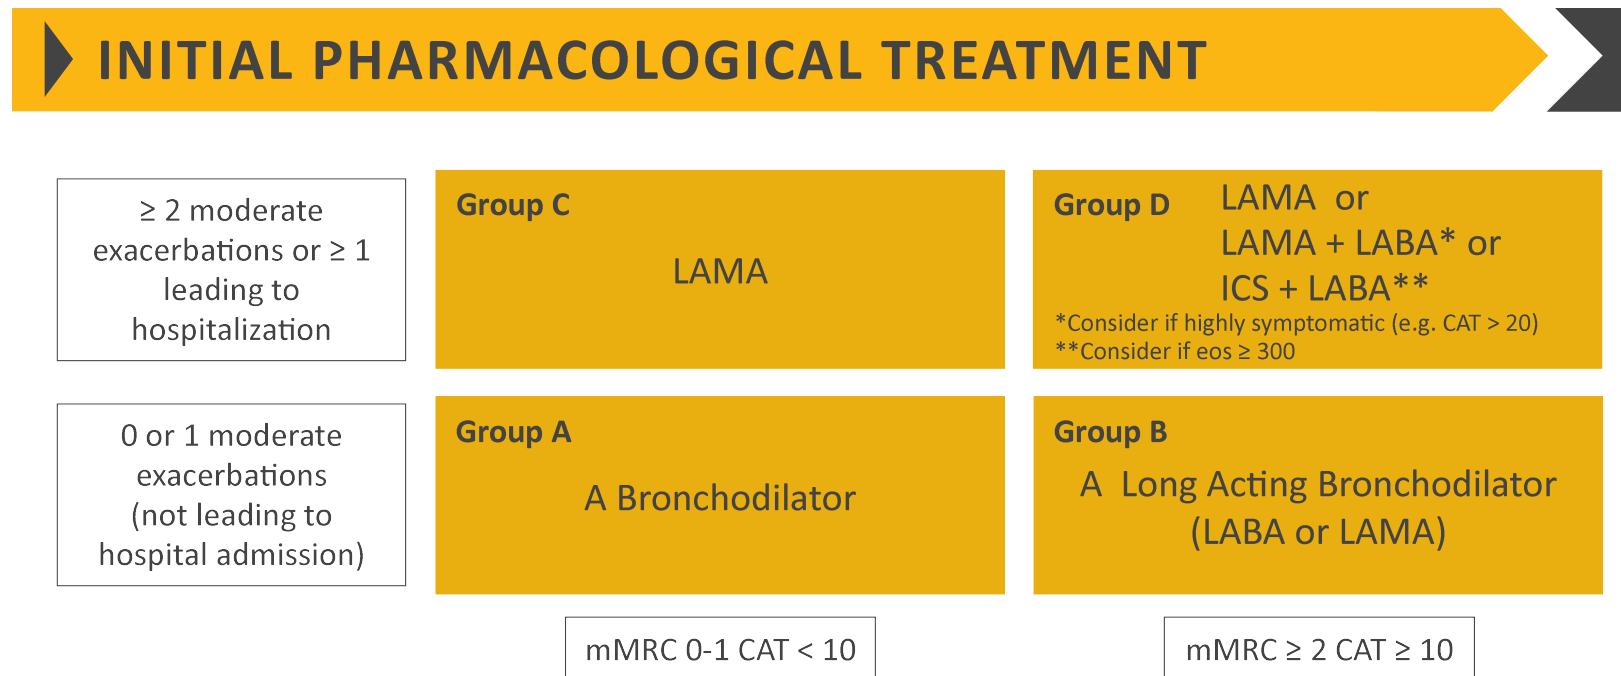 INITIAL PHARMACOLOGICAL TREATMENT
≥ 2 moderate
exacerbations or ≥ 1
leading to
hospitalization
Group C
LAMA
Group D
LAMA or
LAMA + LABA* or
ICS + LABA**
*Consider if highly symptomatic (e.g. CAT > 20)
**Consider if eos ≥ 300
0 or 1 moderate
exacerbations
(not leading to
hospital admission)
Group A
A Bronchodilator
Group B
A Long Acting Bronchodilator
(LABA or LAMA)
mMRC 0-1 CAT < 10
mMRC ≥ 2 CAT ≥ 10